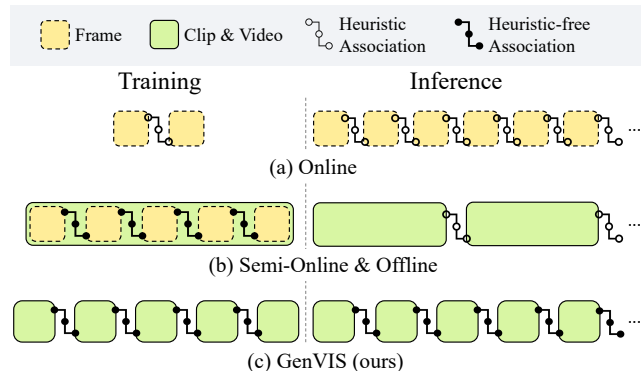 Frame
Clip & Video
Heuristic
Association
Heuristic-free
Association
Training
Inference
...
(a) Online
...
(b) Semi-Online & Offline
...
(c) GenVIS (ours)